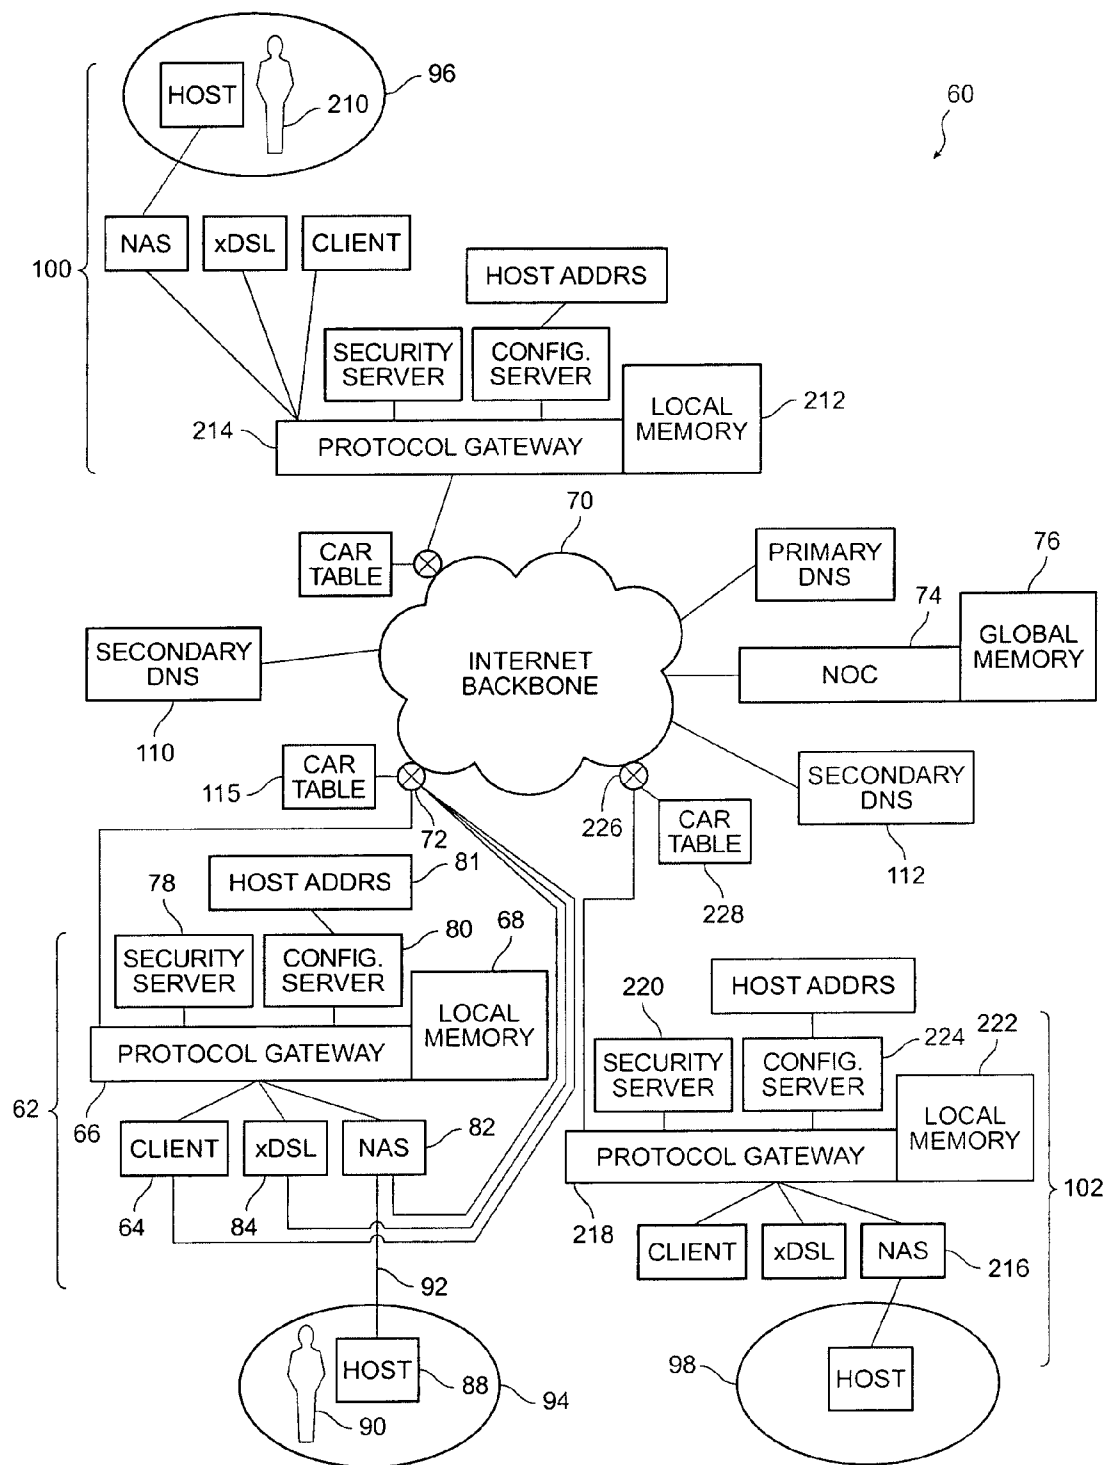 HOST
96
210
60
NAS
xDSL
CLIENT
100
HOST ADDRS
SECURITY
SERVER
CONFIG.
SERVER
LOCAL
MEMORY
212
214
PROTOCOL GATEWAY
70
CAR
TABLE
PRIMARY
DNS
76
74
GLOBAL
MEMORY
NOC
SECONDARY
DNS
110
INTERNET
BACKBONE
CAR
TABLE
115
72
226
CAR
TABLE
228
SECONDARY
DNS
112
81
HOST ADDRS
78
80
68
SECURITY
SERVER
CONFIG.
SERVER
LOCAL
MEMORY
PROTOCOL GATEWAY
62
66
CLIENT
xDSL
NAS
82
64
84
92
HOST
88
90
94
HOST ADDRS
220
224
222
SECURITY
SERVER
CONFIG.
SERVER
LOCAL
MEMORY
PROTOCOL GATEWAY
102
218
CLIENT
xDSL
NAS
216
98
HOST